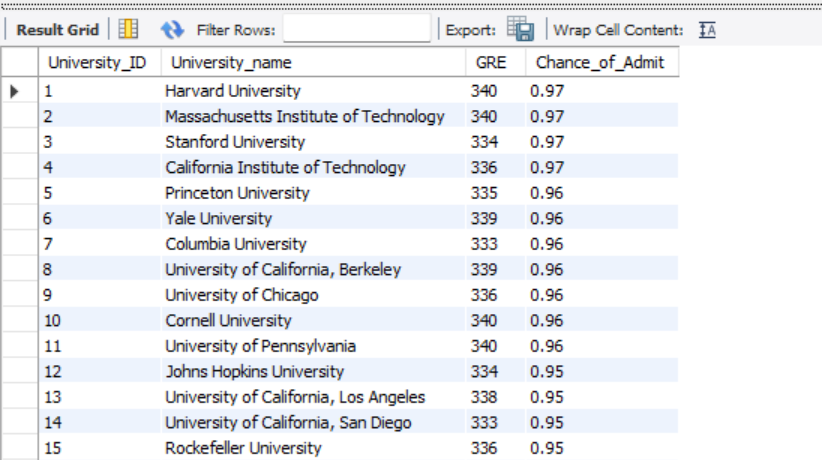 Result Grid Filter Rows: Export: Wrap Cell Content: IA
University_ID University_name GRE Chance_of_Admit
1 Harvard University 340 0.97
2 Massachusetts Institute of Technology 340 0.97
3 Stanford University 334 0.97
4 California Institute of Technology 336 0.97
5 Princeton University 335 0.96
6 Yale University 339 0.96
7 Columbia University 333 0.96
8 University of California, Berkeley 339 0.96
9 University of Chicago 336 0.96
10 Cornell University 340 0.96
11 University of Pennsylvania 340 0.96
12 Johns Hopkins University 334 0.95
13 University of California, Los Angeles 338 0.95
14 University of California, San Diego 333 0.95
15 Rockefeller University 336 0.95